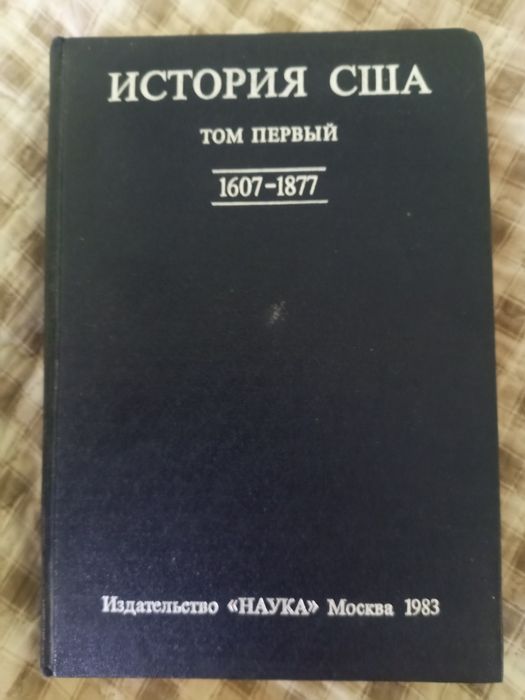 ИСТОРИЯ США
ТОМ ПЕРВЫЙ
1607-1877
Издательство «НАУКА» Москва 1983